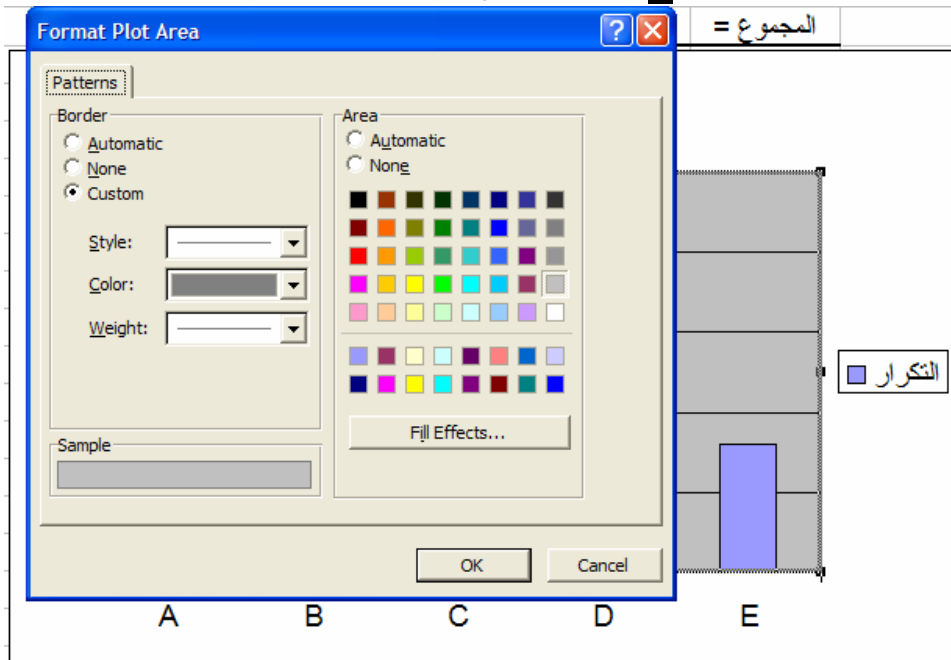 المجموع =
Format Plot Area
Patterns
Border
Automatic
None
Custom
Style:
Color:
Weight:
Sample
Area
Automatic
None
Fill Effects...
OK
Cancel
التكرار
A B C D E